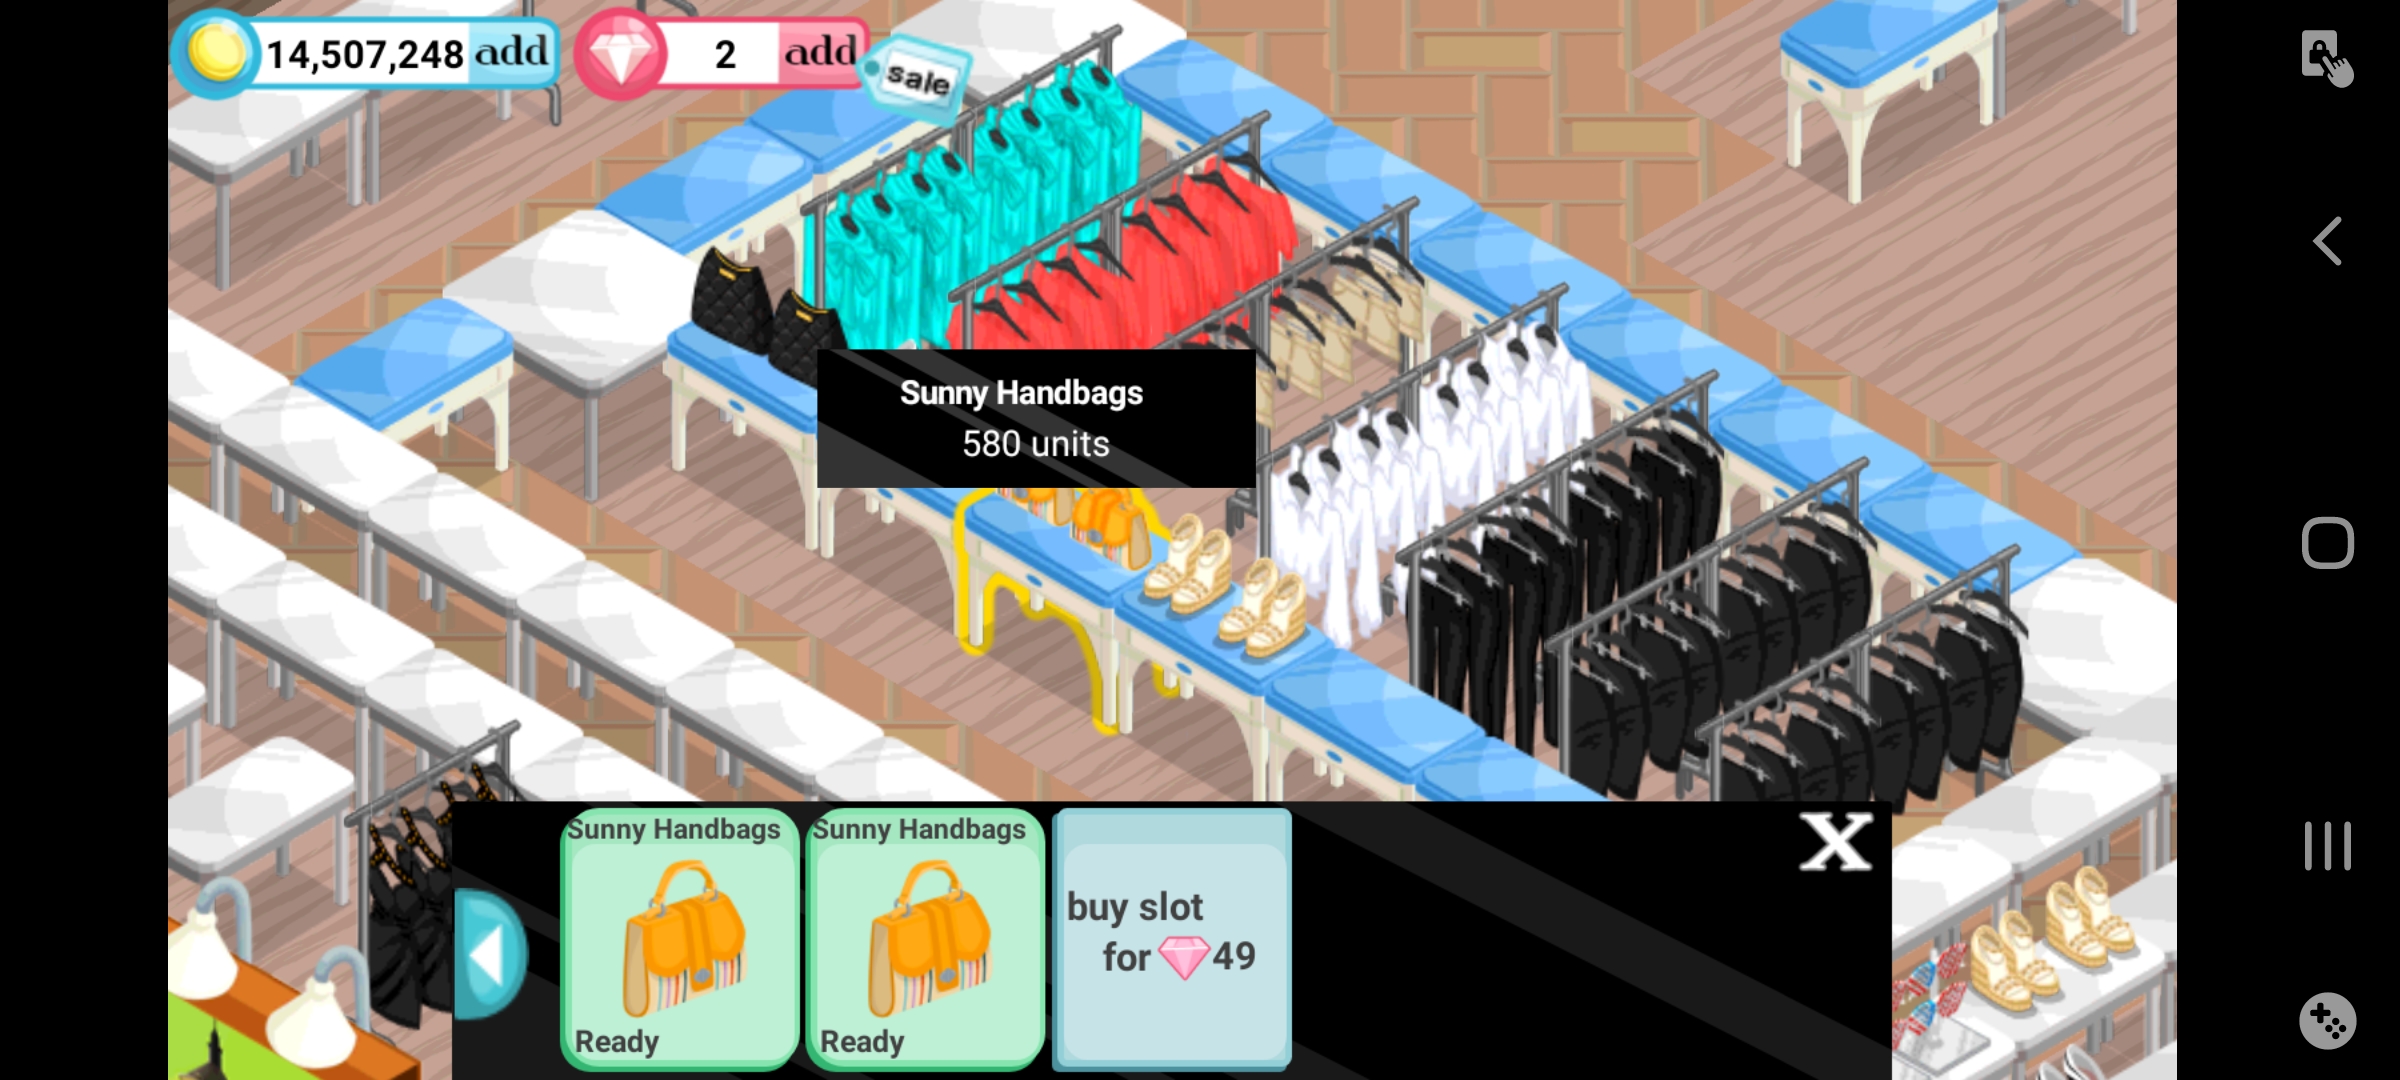 14,507,248 add
2 add
sale
Sunny Handbags
580 units
Sunny Handbags
Ready
Sunny Handbags
Ready
buy slot
for 49
X